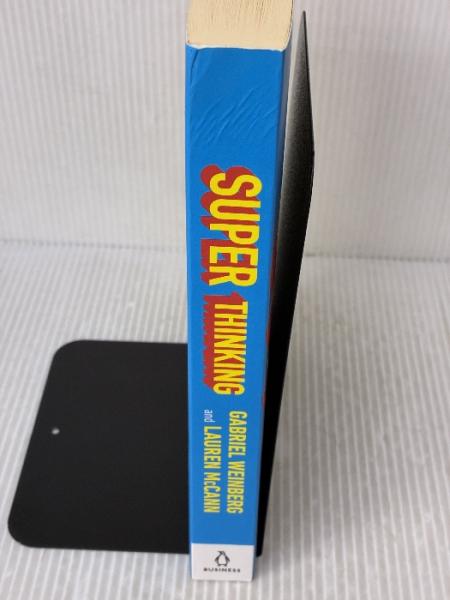 SUPER
THINKING
GABRIEL WEINBERG
and LAUREN McCANN
BUSINESS